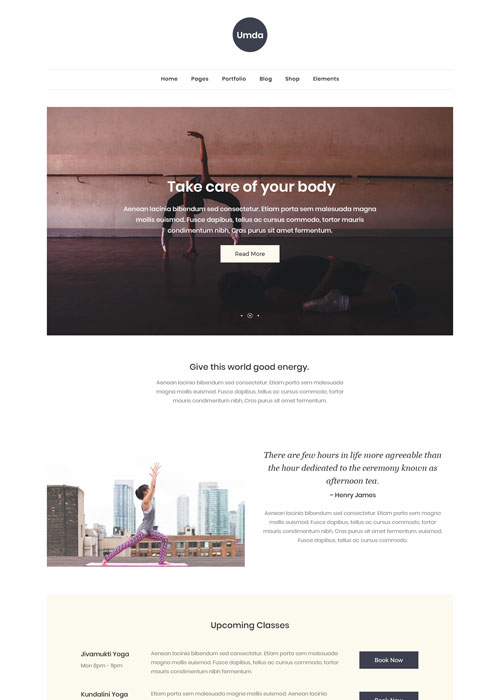 Umda
Home Pages Portfolio Blog Shop Elements
Take care of your body
Aenean lacinia bibendum sed consectetur. Etiam porta sem malesuada magna
mollis euismod. Fusce dapibus, tellus ac cursus commodo, tortor mauris
condimentum nibh, Cras purus sit amet fermentum.
Read More
Give this world good energy.
Aenean lacinia bibendum sed consectetur. Etiam porta sem malesuada
magna mollis euismod. Fusce dapibus, tellus ac cursus commodo, tortor
mauris condimentum nibh. Cras purus sit amet fermentum.
There are few hours in life more agreeable than
the hour dedicated to the ceremony known as
afternoon tea.
~ Henry James
Aenean lacinia bibendum sed consectetur. Etiam porta sem malesuada magna mollis
euismod. Fusce dapibus, tellus ac cursus commodo, tortor
mauris condimentum nibh. Cras purus sit amet fermentum. euismod.
Fusce dapibus, tellus ac cursus commodo.
Upcoming Classes
Jivamukti Yoga
Mon 8pm - 9pm
Aenean lacinia bibendum sed consectetur. Etiam porta sem malesuada
magna mollis euismod. Fusce dapibus, tellus ac cursus commodo, tortor
mauris condimentum nibh.
Book Now
Kundalini Yoga
Aenean lacinia bibendum sed consectetur. Etiam porta sem malesuada